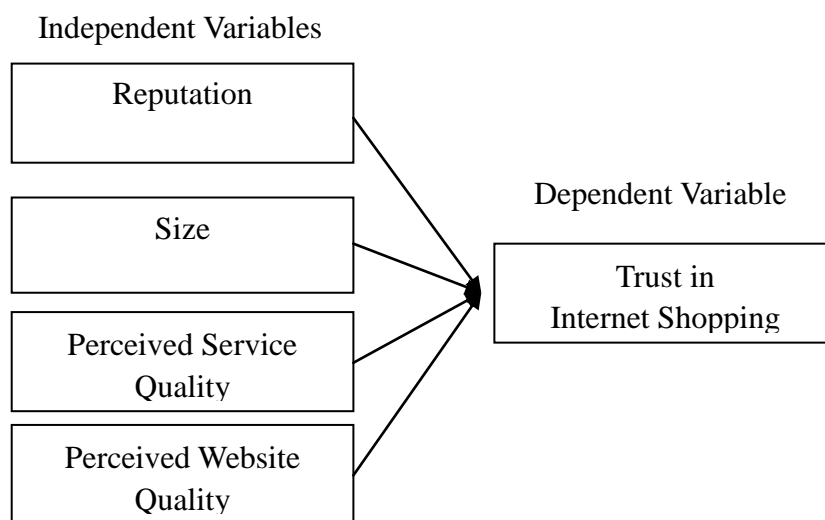 Independent Variables
Reputation
Size
Perceived Service
Quality
Perceived Website
Quality
Dependent Variable
Trust in
Internet Shopping